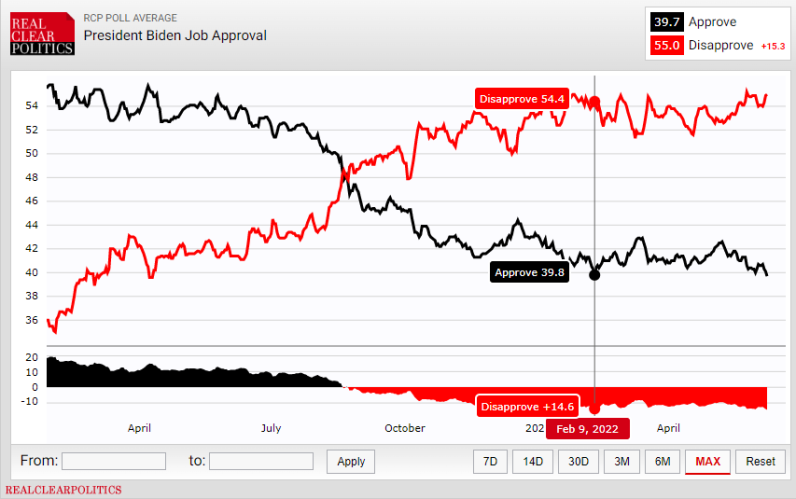 REAL
CLEAR
POLITICS
RCP POLL AVERAGE
President Biden Job Approval
39.7 Approve
55.0 Disapprove +15.3
54
52
50
48
46
44
42
40
38
36
Disapprove 54.4
Approve 39.8
20
10
0
-10
Disapprove +14.6
April July October 202 Feb 9, 2022 April
From: to: Apply 7D 14D 30D 3M 6M MAX Reset
REALCLEARPOLITICS